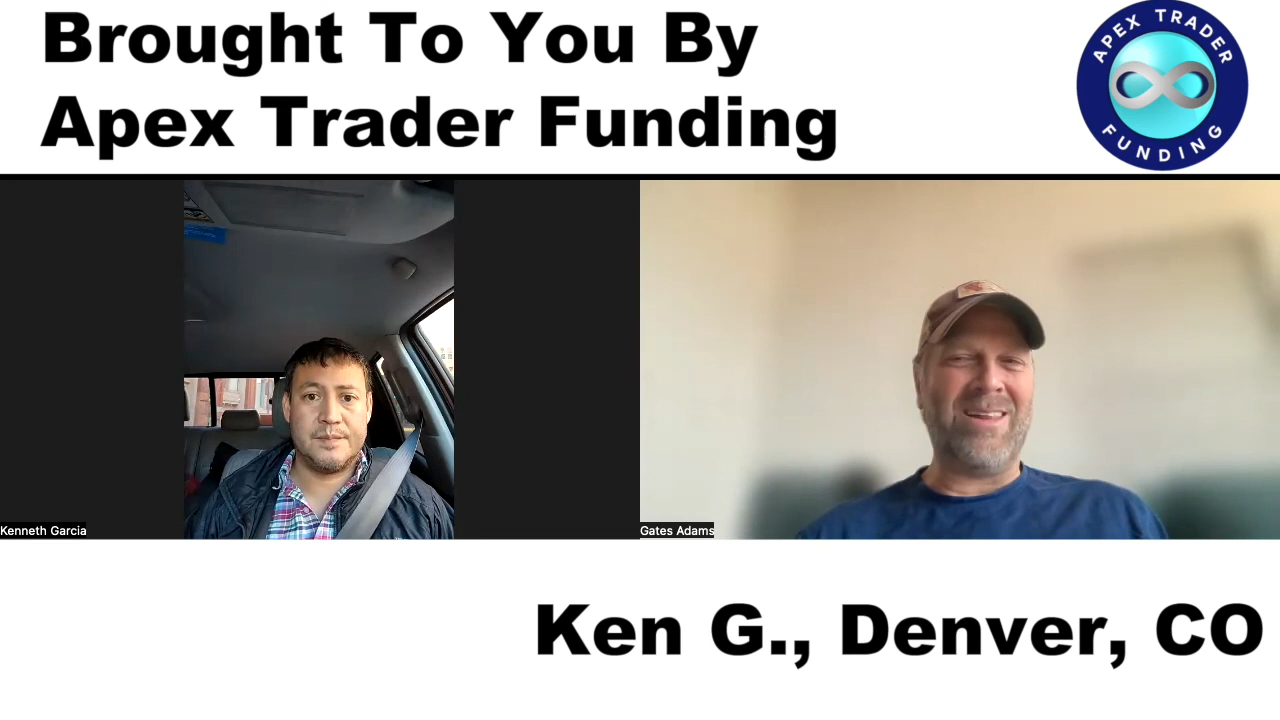 Brought To You By
Apex Trader Funding
APEX TRADER
FUNDING
Kenneth Garcia
Gates Adams
Ken G., Denver, CO